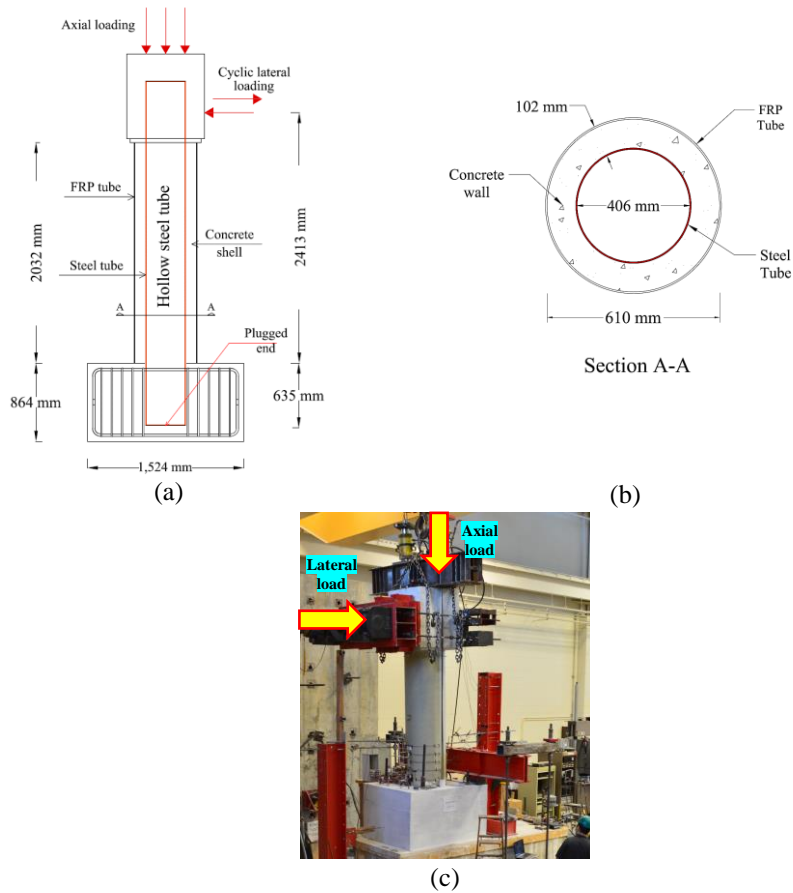 Axial loading
Cyclic lateral
loading
FRP tube
Steel tube
Hollow steel tube
Concrete
shell
2032 mm
2413 mm
A
A
Plugged
end
864 mm
635 mm
1,524 mm
(a)
102 mm
FRP
Tube
Concrete
wall
406 mm
Steel
Tube
610 mm
Section A-A
(b)
Axial
load
Lateral
load
(c)